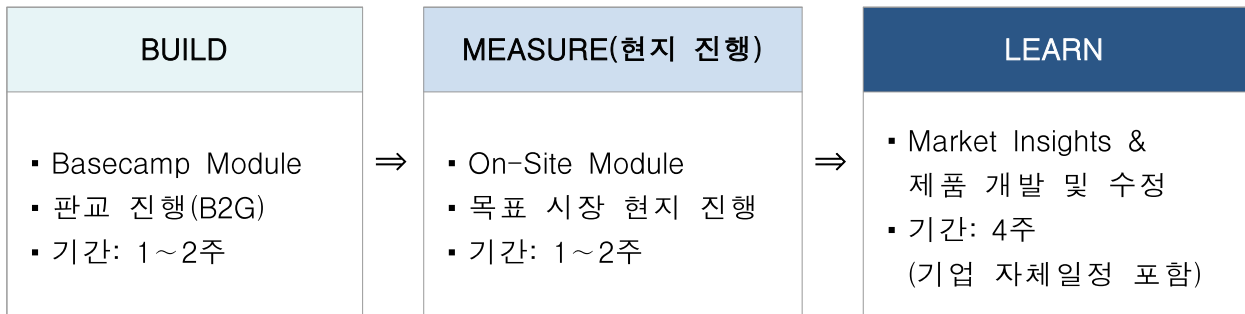 BUILD
▪ Basecamp Module
▪ 판교 진행(B2G)
▪ 기간: 1~2주
⇒
MEASURE(현지 진행)
▪ On-Site Module
▪ 목표 시장 현지 진행
▪ 기간: 1~2주
⇒
LEARN
▪ Market Insights &
제품 개발 및 수정
▪ 기간: 4주
(기업 자체일정 포함)